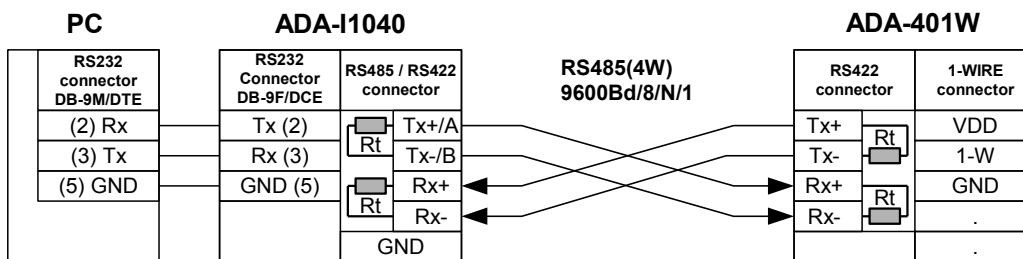 PC
ADA-I1040
ADA-401W
RS232
connector
DB-9M/DTE
RS232
Connector
DB-9F/DCE
RS485 / RS422
connector
RS485(4W)
9600Bd/8/N/1
RS422
connector
1-WIRE
connector
(2) Rx
Tx (2)
Rt
Tx+/A
Tx+
Rt
VDD
(3) Tx
Rx (3)
Tx-/B
Tx-
1-W
(5) GND
GND (5)
Rt
Rx+
Rx+
Rt
GND
Rx-
Rx-
.
GND
.